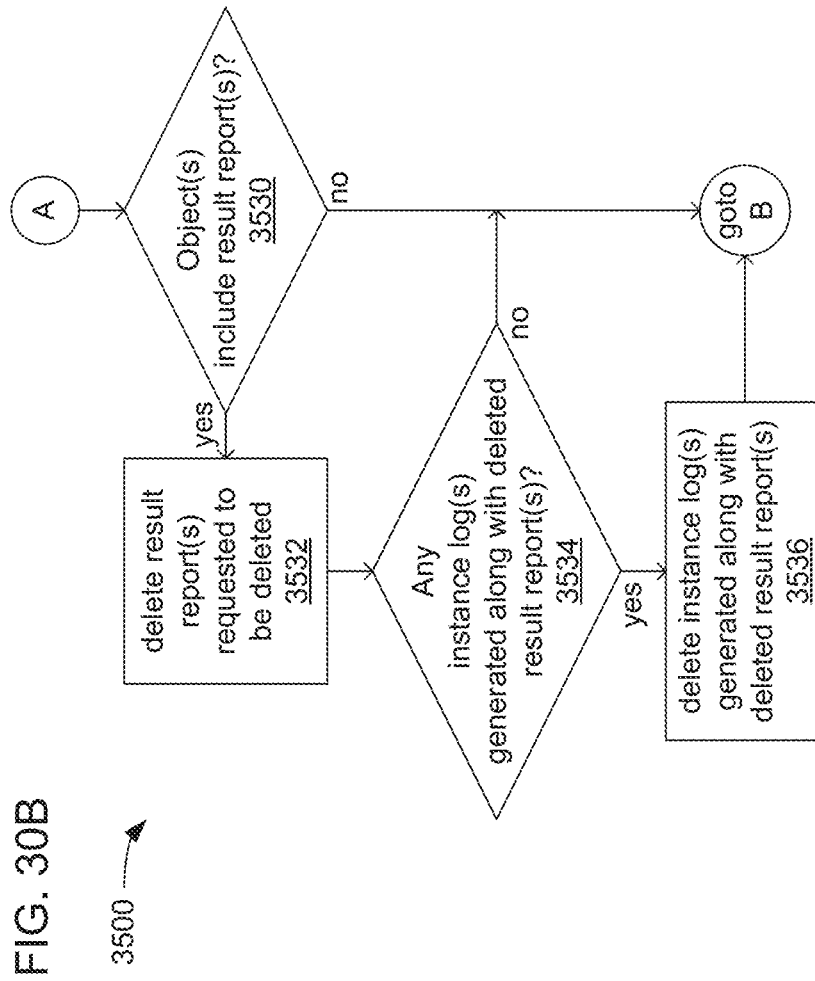 FIG. 30B
3500
A
Object(s)
include result report(s)?
3530
yes
no
delete result
report(s)
requested to
be deleted
3532
Any
instance log(s)
generated along with deleted
result report(s)?
3534
no
yes
delete instance log(s)
generated along with
deleted result report(s)
3536
goto
B